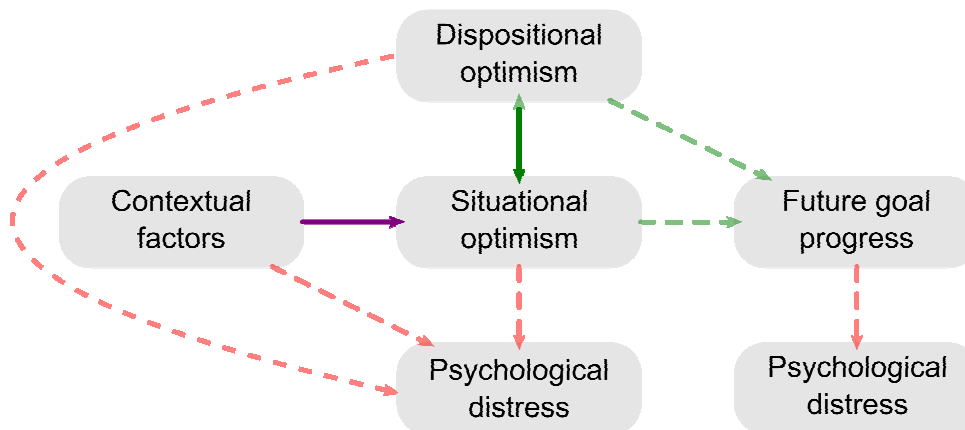 Dispositional
optimism
Contextual
factors
Situational
optimism
Future goal
progress
Psychological
distress
Psychological
distress